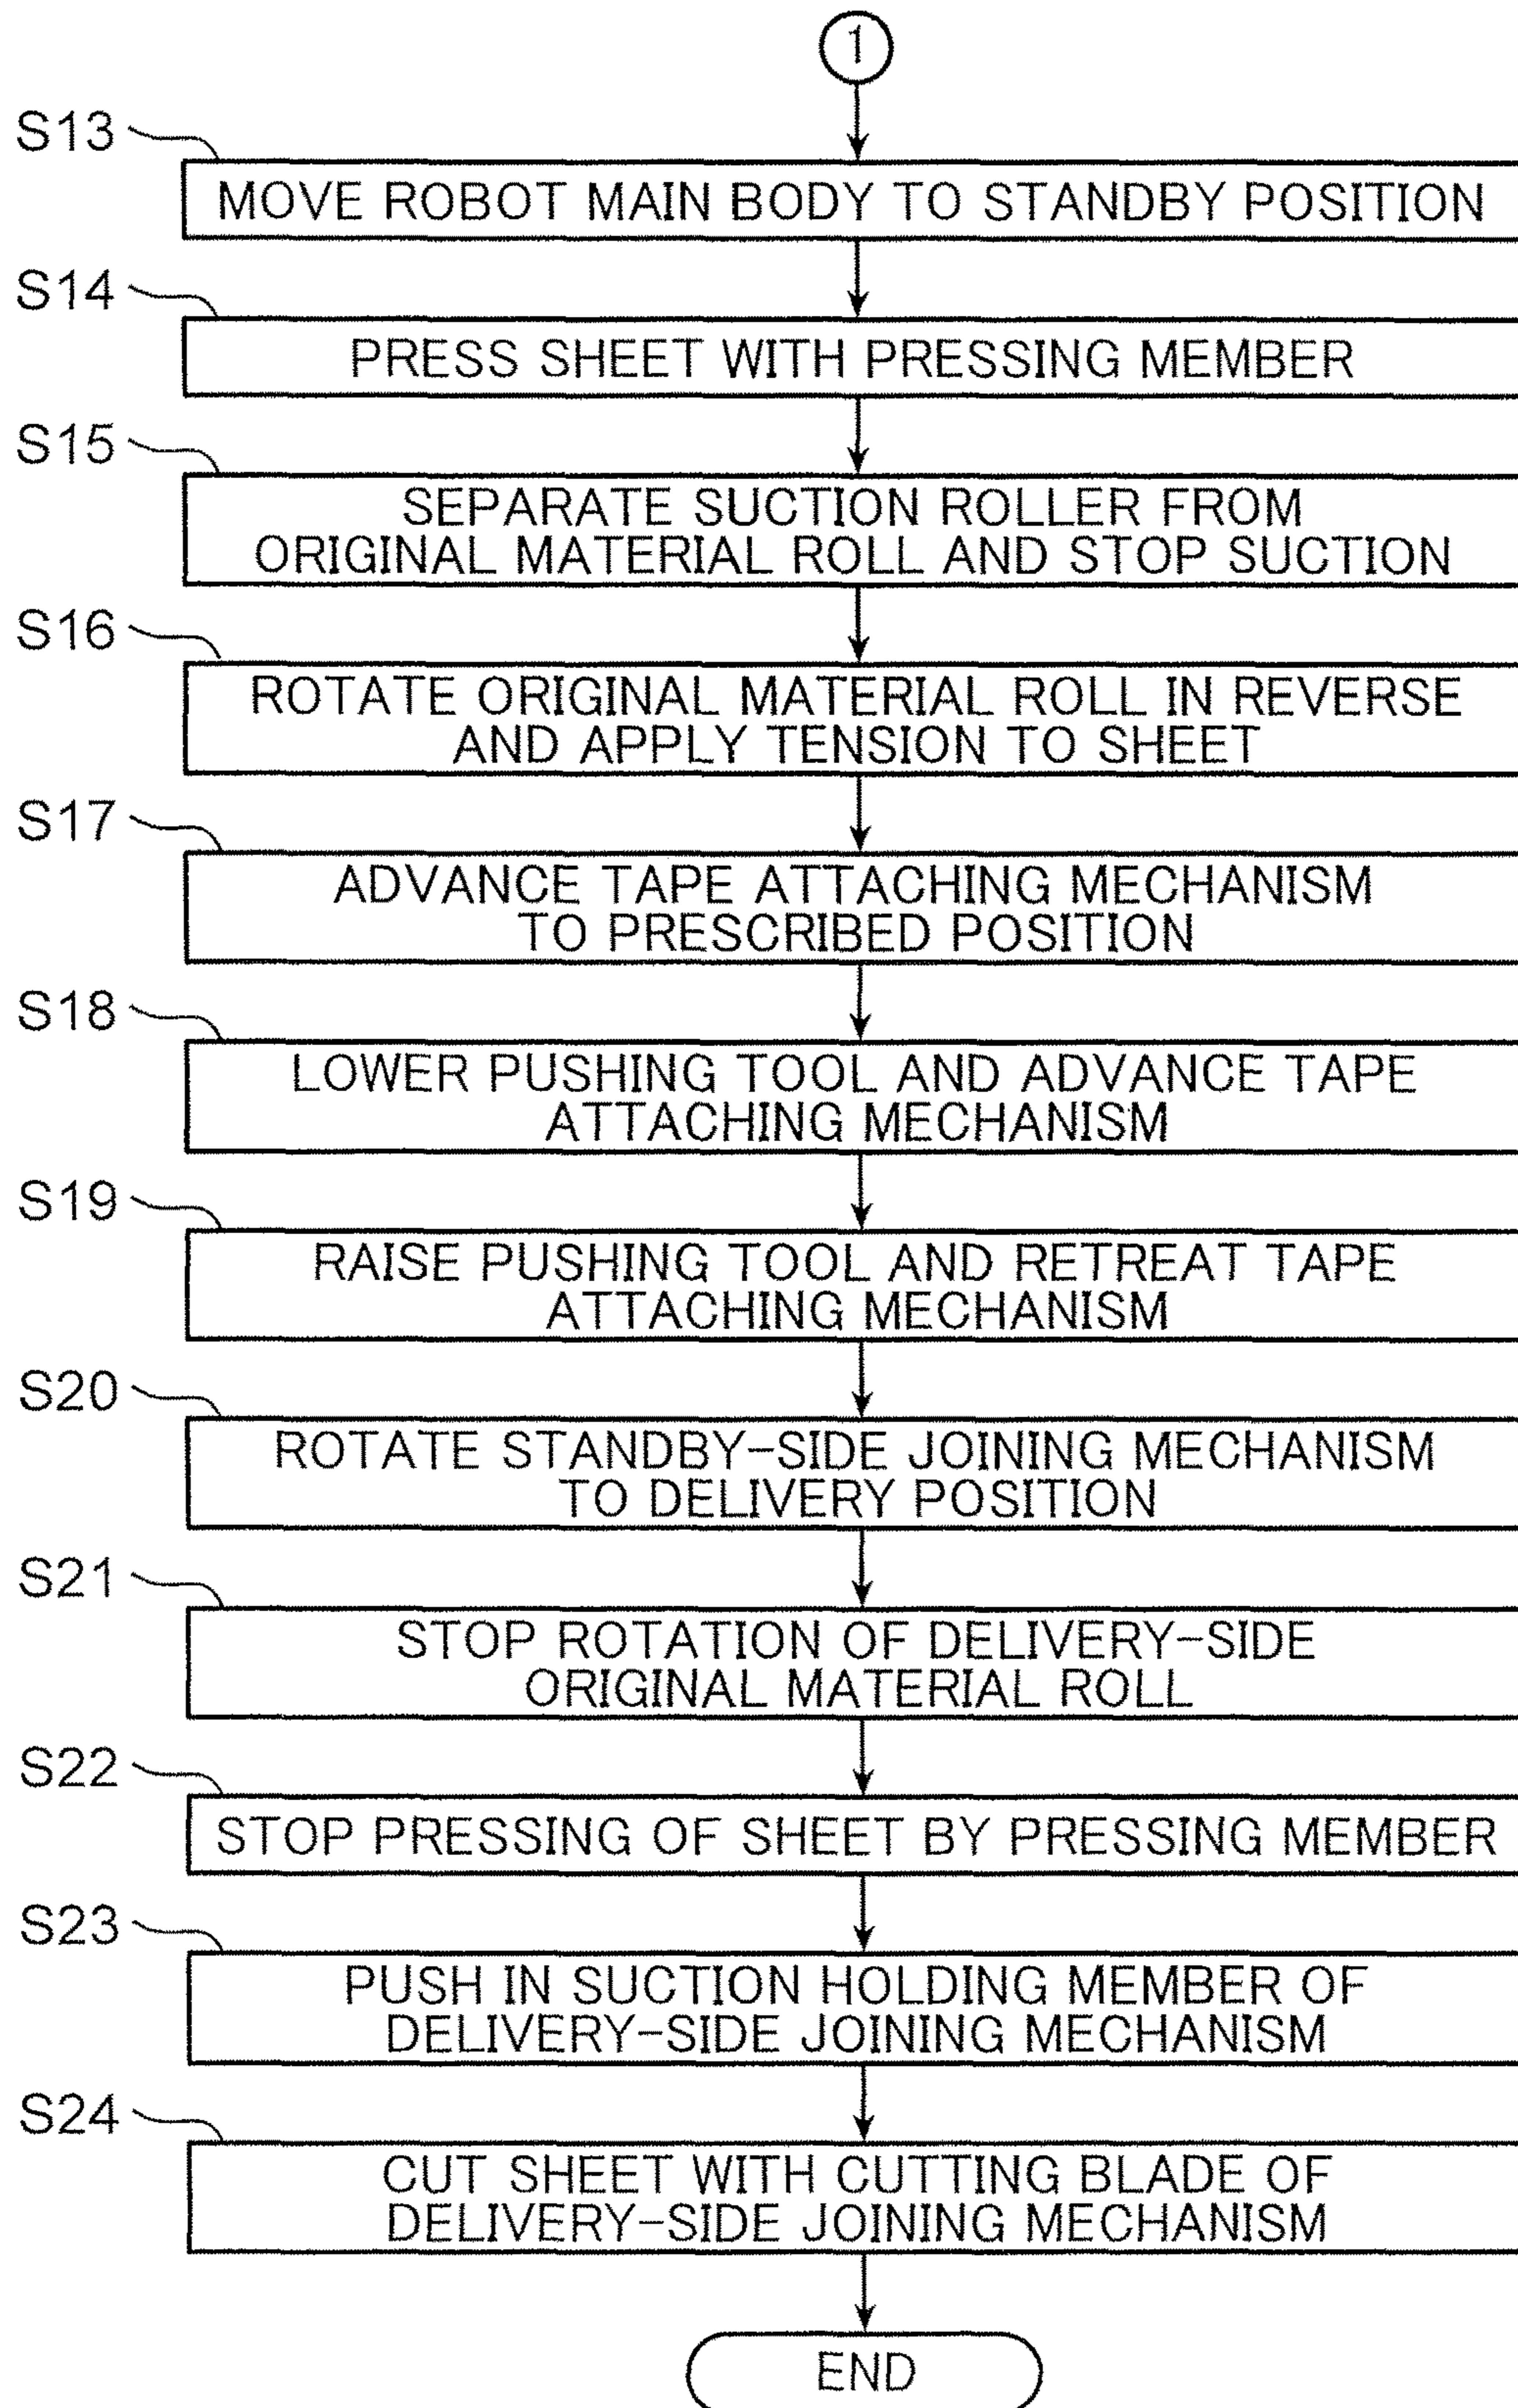 1
S13
MOVE ROBOT MAIN BODY TO STANDBY POSITION
S14
PRESS SHEET WITH PRESSING MEMBER
S15
SEPARATE SUCTION ROLLER FROM
ORIGINAL MATERIAL ROLL AND STOP SUCTION
S16
ROTATE ORIGINAL MATERIAL ROLL IN REVERSE
AND APPLY TENSION TO SHEET
S17
ADVANCE TAPE ATTACHING MECHANISM
TO PRESCRIBED POSITION
S18
LOWER PUSHING TOOL AND ADVANCE TAPE
ATTACHING MECHANISM
S19
RAISE PUSHING TOOL AND RETREAT TAPE
ATTACHING MECHANISM
S20
ROTATE STANDBY-SIDE JOINING MECHANISM
TO DELIVERY POSITION
S21
STOP ROTATION OF DELIVERY-SIDE
ORIGINAL MATERIAL ROLL
S22
STOP PRESSING OF SHEET BY PRESSING MEMBER
S23
PUSH IN SUCTION HOLDING MEMBER OF
DELIVERY-SIDE JOINING MECHANISM
S24
CUT SHEET WITH CUTTING BLADE OF
DELIVERY-SIDE JOINING MECHANISM
END